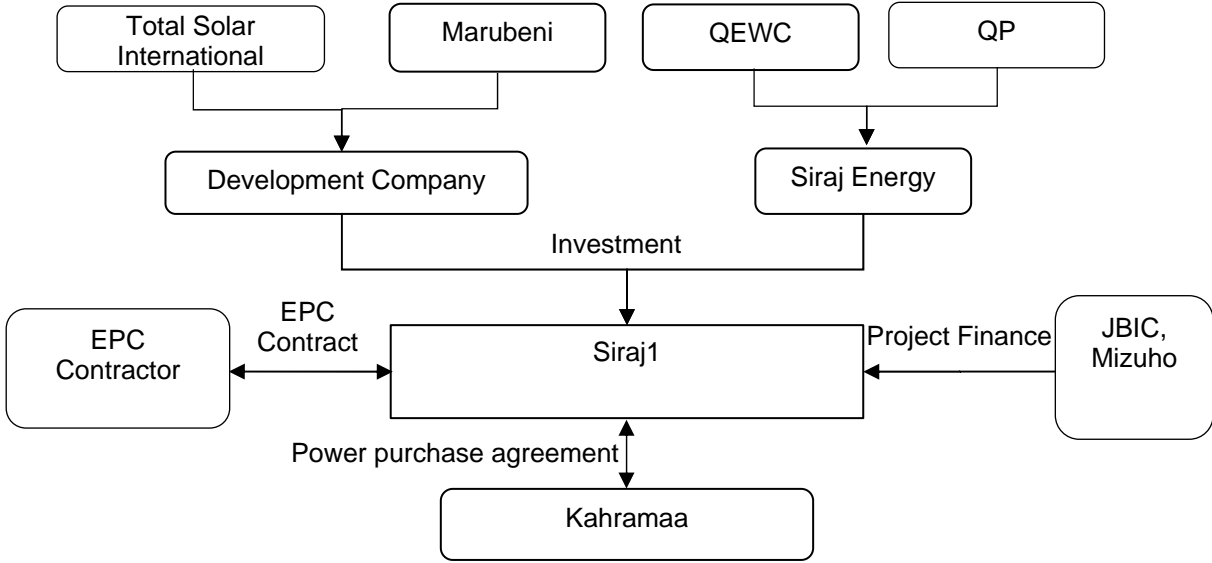 Total Solar
International
Marubeni
QEWC
QP
Development Company
Siraj Energy
Investment
EPC
Contractor
EPC
Contract
Siraj1
Project Finance
JBIC,
Mizuho
Power purchase agreement
Kahramaa